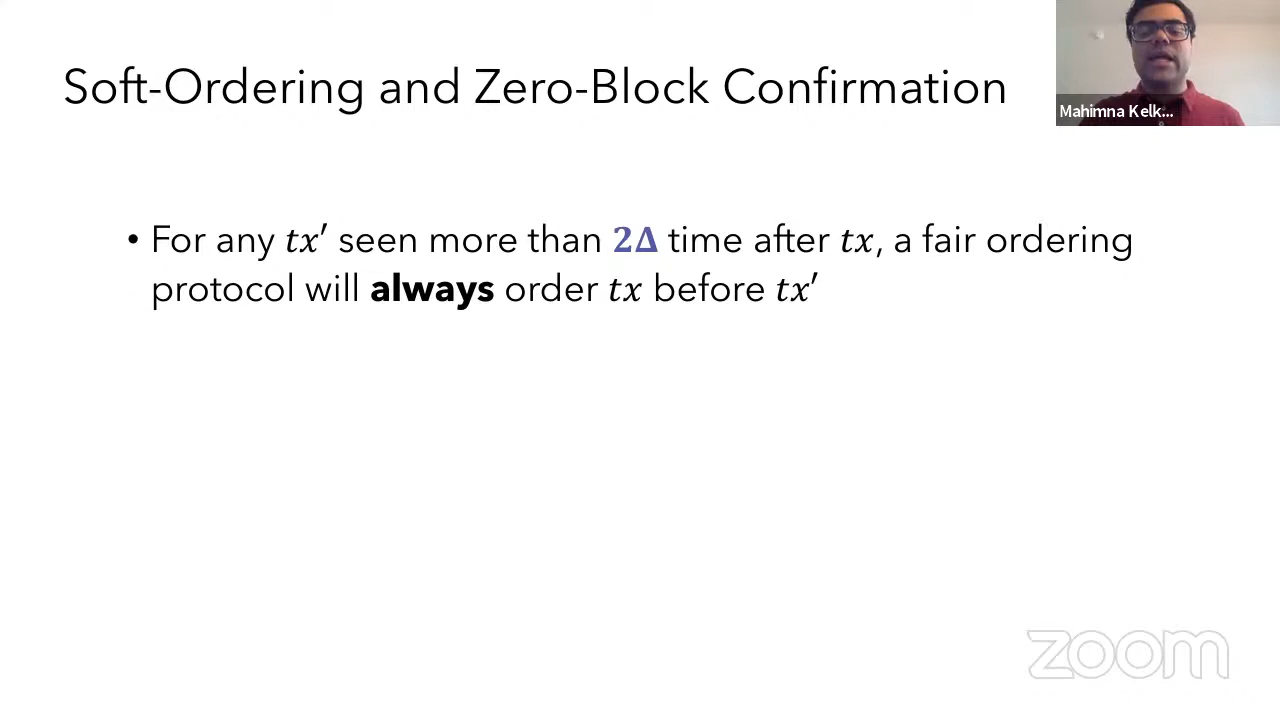 Soft-Ordering and Zero-Block Confirmation
Mahimna Kelk...
• For any tx′ seen more than 2Δ time after tx, a fair ordering
protocol will always order tx before tx′
zoom